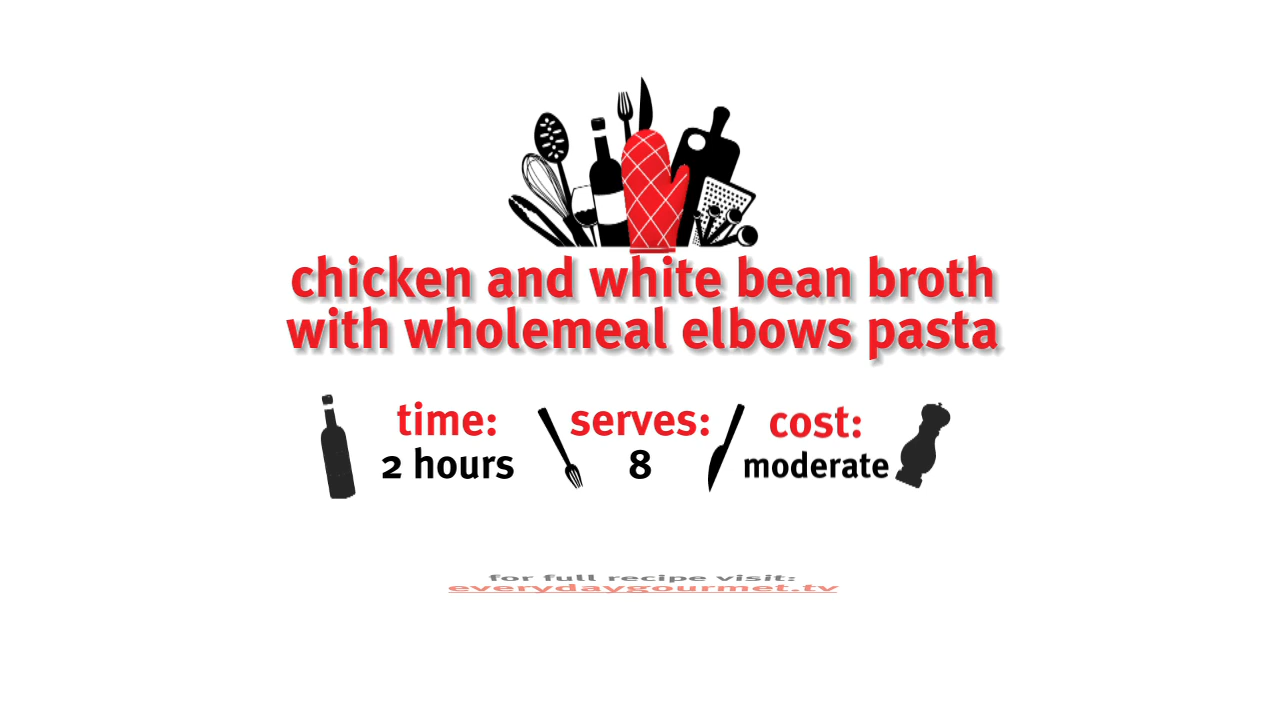 chicken and white bean broth
with wholemeal elbows pasta
time: serves: cost:
2 hours 8 moderate
for full recipe visit:
everydaygourmet.tv